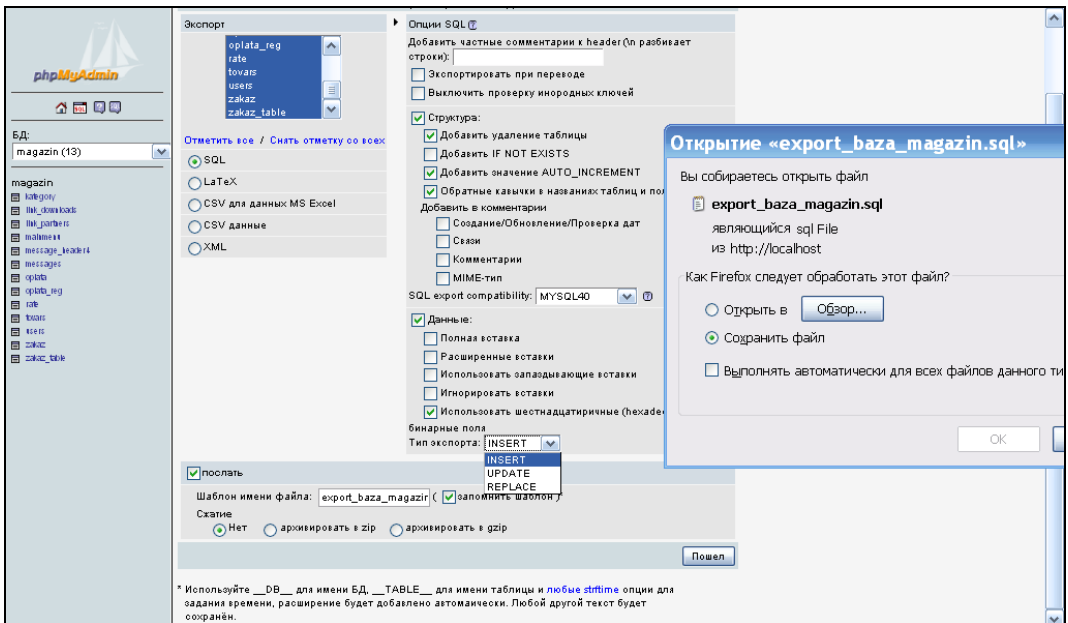 phpMyAdmin
БД:
magazin (13)
magazin
kategory
link_downloads
link_partners
maliment
message_header4
messages
oplata
oplata_reg
rate
tovars
users
zakaz
zakaz_table
Экспорт
oplata_reg
rate
tovars
users
zakaz
zakaz_table
Отметить все / Снять отметку со всех
SQL
LaTeX
CSV для данных MS Excel
CSV данные
XML
Опции SQL
Добавить частные комментарии к header (\n разбивает
строки):
Экспортировать при переводе
Выключить проверку инородных ключей
Структура:
Добавить удаление таблицы
Добавить IF NOT EXISTS
Добавить значение AUTO_INCREMENT
Обратные кавычки в названиях таблиц и пол
Добавить в комментарии
Создание/Обновление/Проверка дат
Связи
Комментарии
MIME-тип
SQL export compatibility: MYSQL40
Данные:
Полная вставка
Расширенные вставки
Использовать запаздывающие вставки
Игнорировать вставки
Использовать шестнадцатиричные (hexade
бинарные поля
Тип экспорта: INSERT
INSERT
UPDATE
REPLACE
послать
Шаблон имени файла: export_baza_magazir ( запомнить шаблон )*
Сжатие
Нет архивировать в zip архивировать в gzip
Пошел
* Используйте __DB__ для имени БД, __TABLE__ для имени таблицы и любые strftime опции для
задания времени, расширение будет добавлено автомаически. Любой другой текст будет
сохранён.
Открытие «export_baza_magazin.sql»
Вы собираетесь открыть файл
export_baza_magazin.sql
являющийся sql File
из http://localhost
Как Firefox следует обработать этот файл?
Открыть в Обзор...
Сохранить файл
Выполнять автоматически для всех файлов данного ти
OK